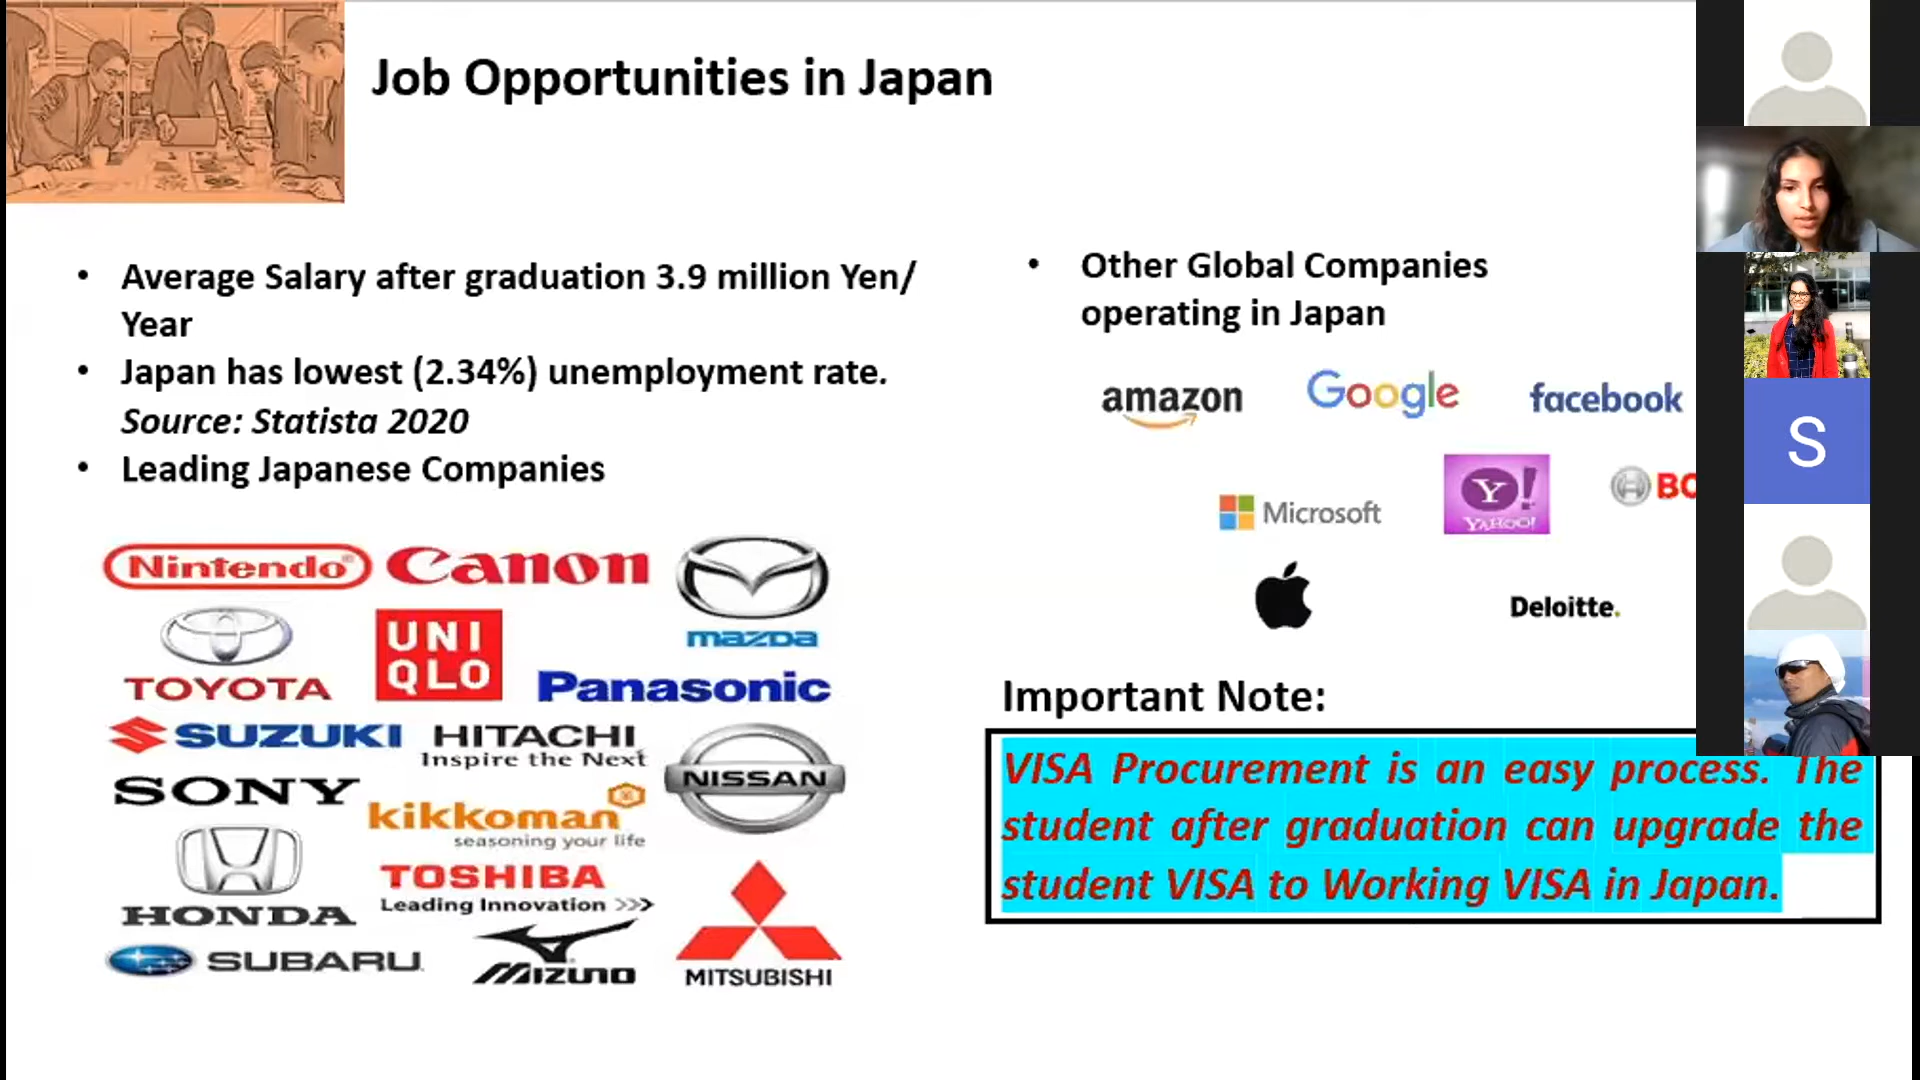 Job Opportunities in Japan
• Average Salary after graduation 3.9 million Yen/
Year
• Japan has lowest (2.34%) unemployment rate.
Source: Statista 2020
• Leading Japanese Companies
Nintendo®
Canon
mazda
TOYOTA
UNI
QLO
Panasonic
SUZUKI
HITACHI
Inspire the Next
NISSAN
SONY
kikkoman
seasoning your life
HONDA
TOSHIBA
Leading Innovation >>>
SUBARU
MIZUNO
MITSUBISHI
• Other Global Companies
operating in Japan
amazon
Google
facebook
Microsoft
Y!
YAHOO!
BO
Deloitte.
Important Note:
VISA Procurement is an easy process. The
student after graduation can upgrade the
student VISA to Working VISA in Japan.
S